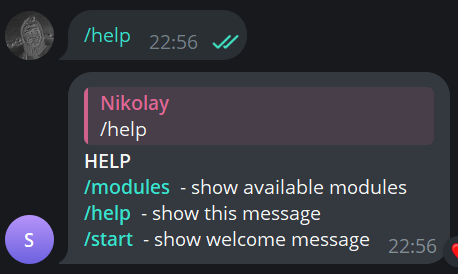 /help 22:56
Nikolay
/help
HELP
/modules - show available modules
/help - show this message
/start - show welcome message 22:56
S